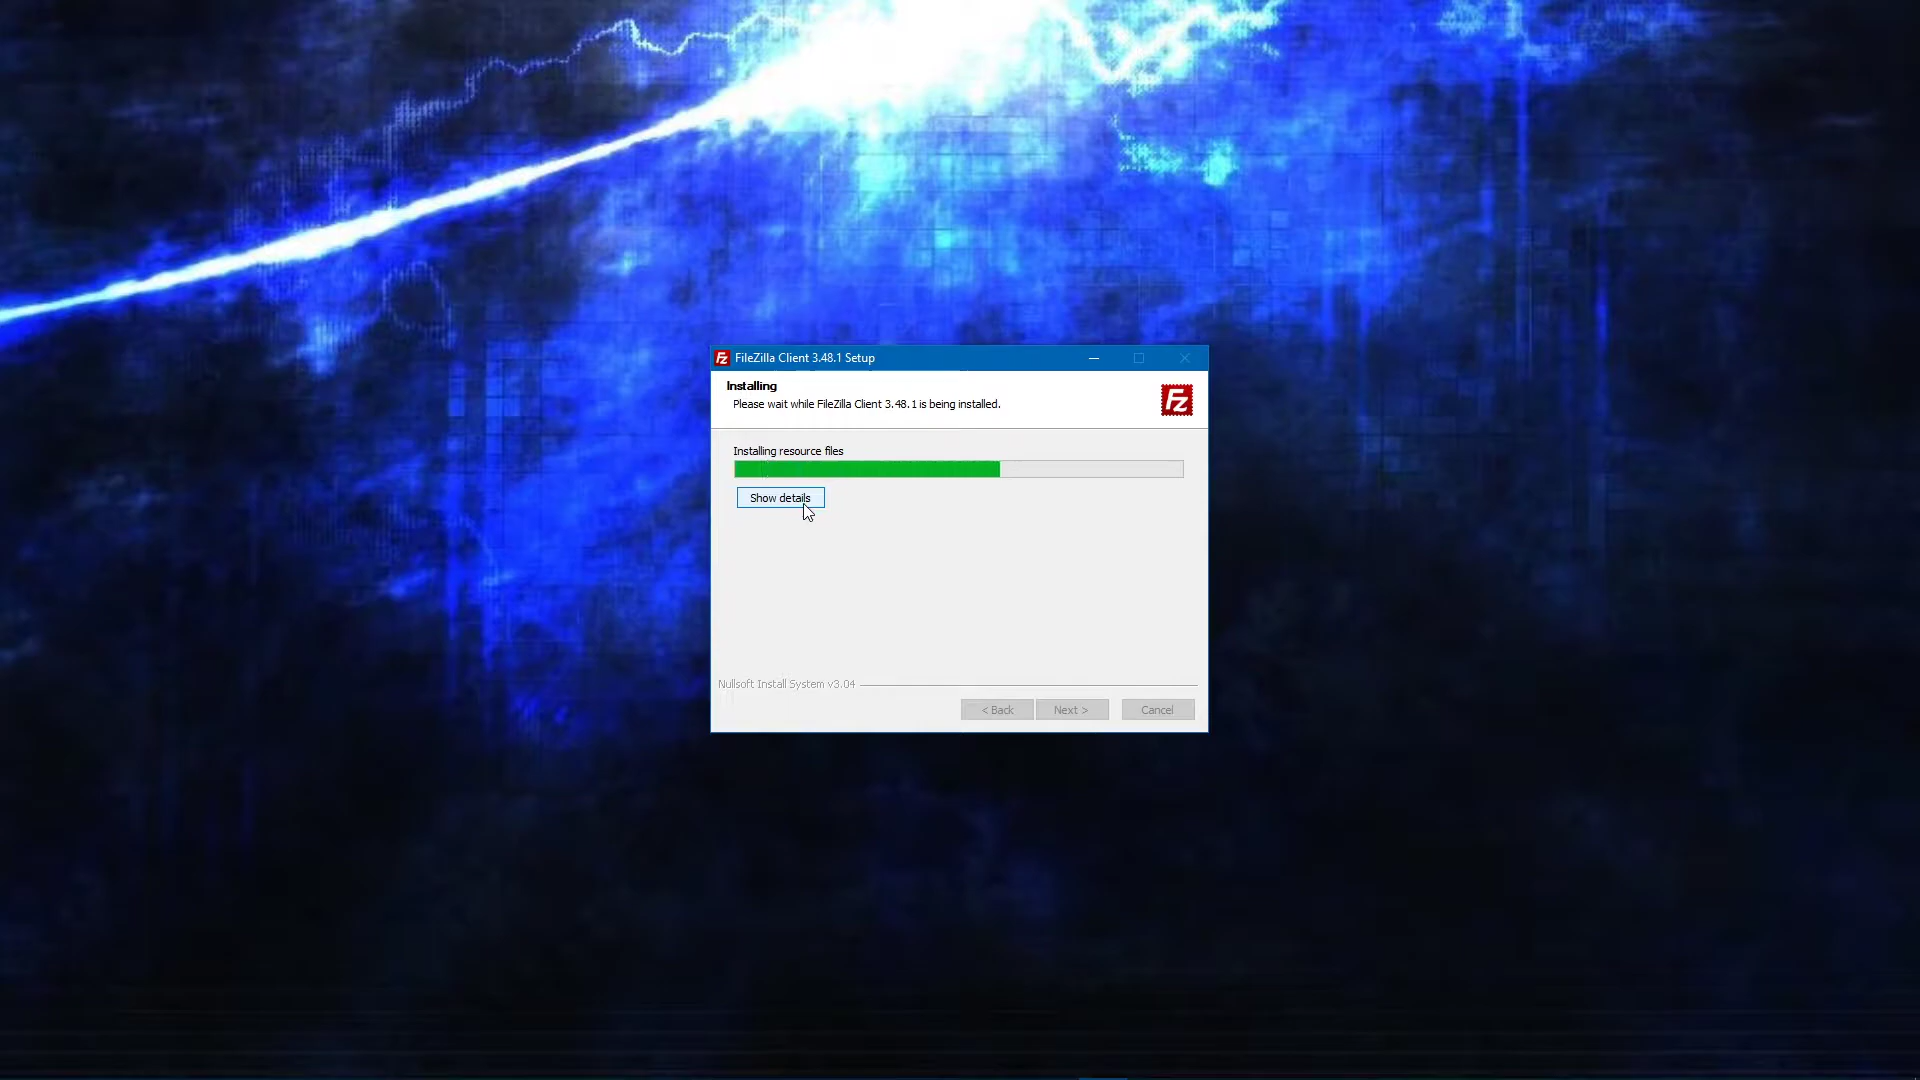 FileZilla Client 3.48.1 Setup
Installing
Please wait while FileZilla Client 3.48.1 is being installed.
Fz
Installing resource files
Show details
Nullsoft Install System v3.04
< Back
Next >
Cancel